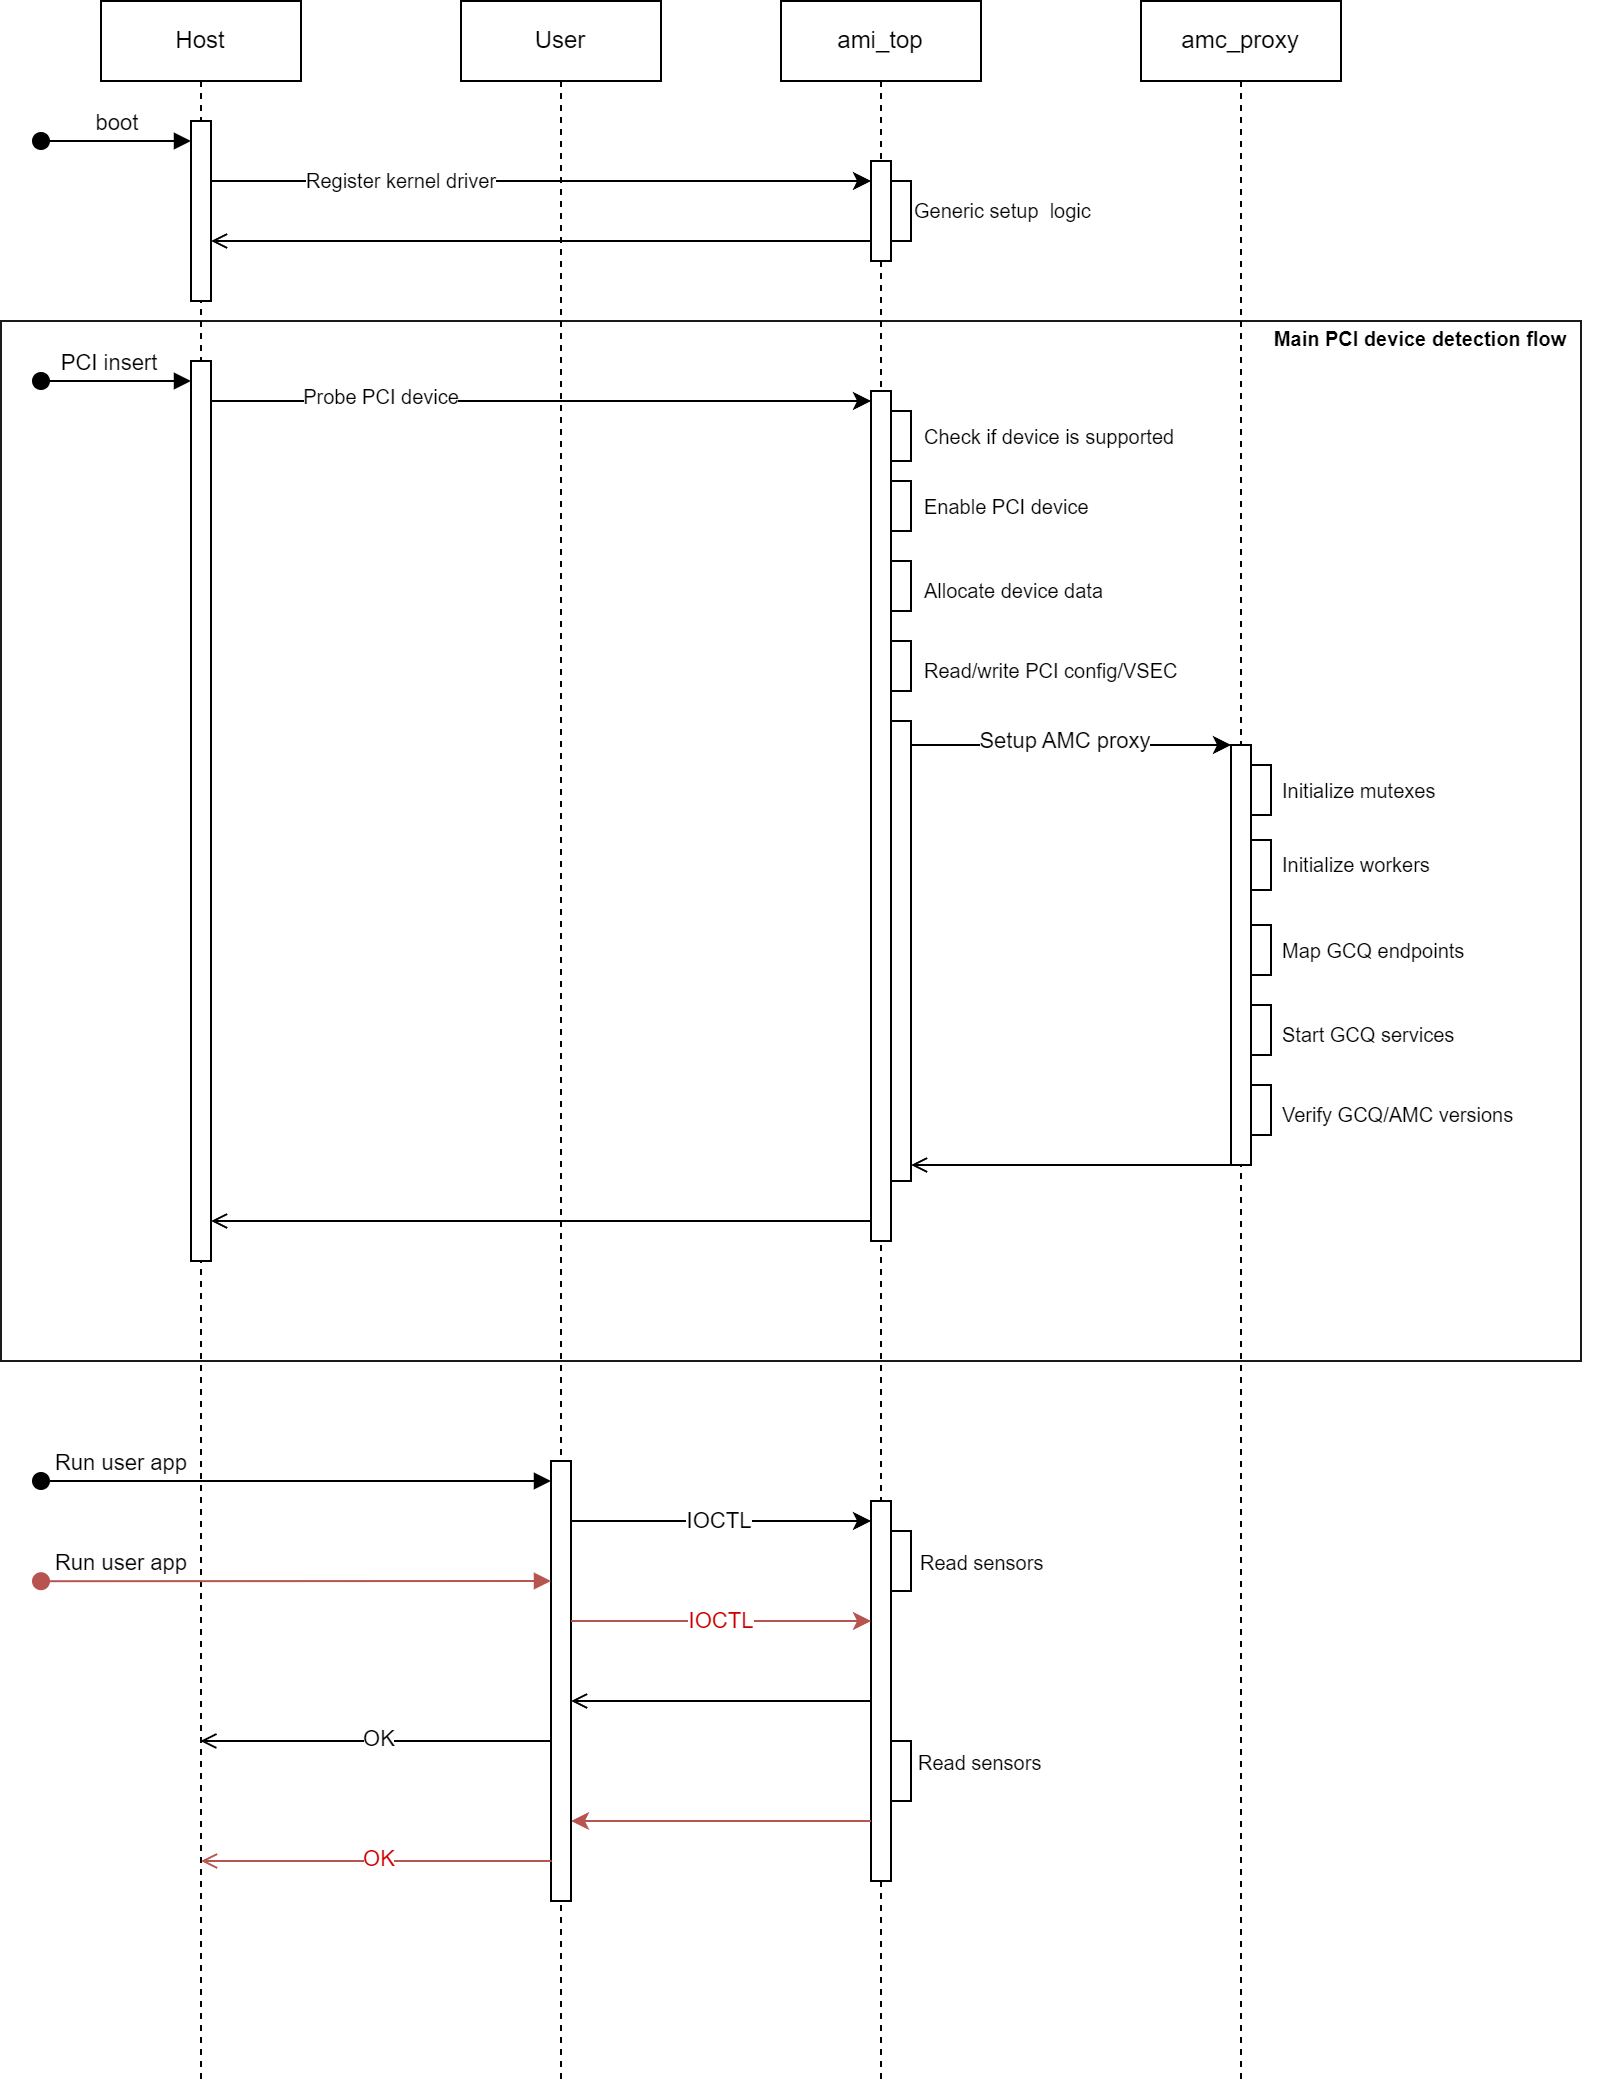 Host
User
ami_top
amc_proxy
boot
Register kernel driver
Generic setup  logic
Main PCI device detection flow
PCI insert
Probe PCI device
Check if device is supported
Enable PCI device
Allocate device data
Read/write PCI config/VSEC
Setup AMC proxy
Initialize mutexes
Initialize workers
Map GCQ endpoints
Start GCQ services
Verify GCQ/AMC versions
Run user app
IOCTL
Run user app
Read sensors
IOCTL
OK
Read sensors
OK